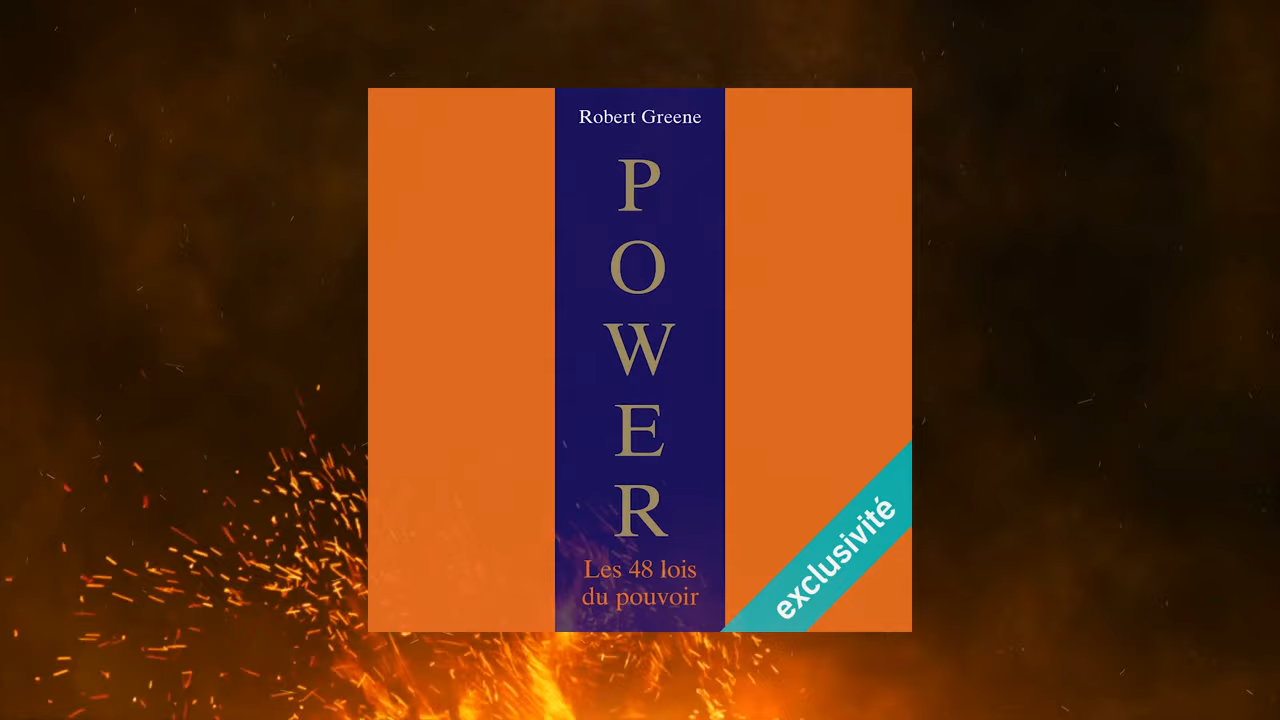 Robert Greene
P
O
W
E
R
Les 48 lois
du pouvoir
exclusivité